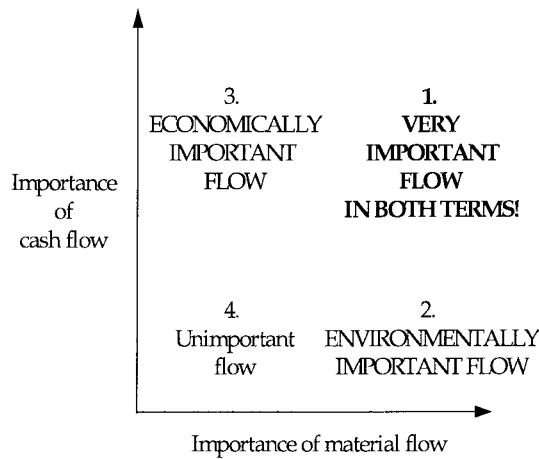 3.
ECONOMICALLY
IMPORTANT
FLOW
1.
VERY
IMPORTANT
FLOW
IN BOTH TERMS!
Importance
of
cash flow
4.
Unimportant
flow
2.
ENVIRONMENTALLY
IMPORTANT FLOW
Importance of material flow